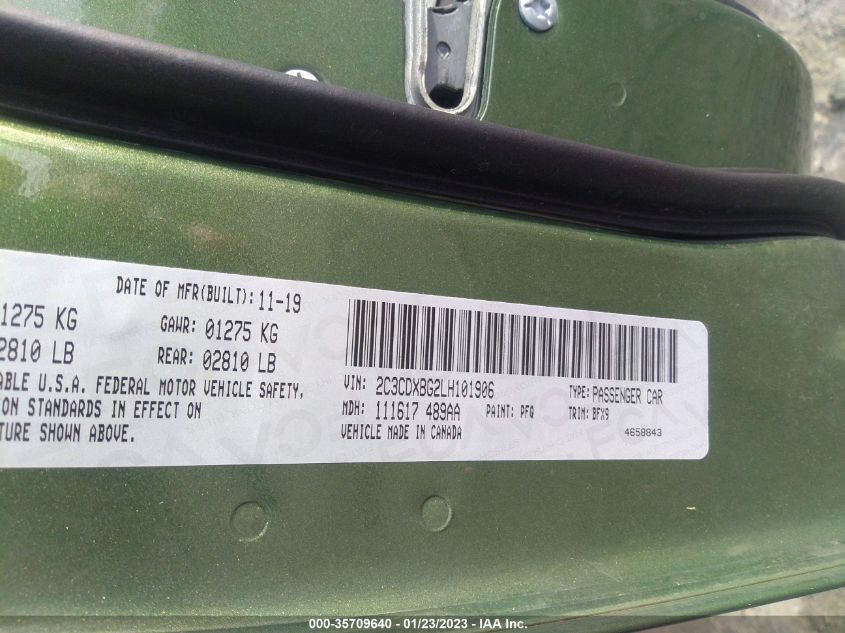 DATE OF MFR(BUILT): 11-19
1275 KG GAWR: 01275 KG
2810 LB REAR: 02810 LB
ABLE U.S.A. FEDERAL MOTOR VEHICLE SAFETY,
ION STANDARDS IN EFFECT ON
TURE SHOWN ABOVE.
VIN: 2C3CDXBG2LH101906 TYPE: PASSENGER CAR
MDH: 111617 489AA PAINT: PFQ TRIM: BFX9
VEHICLE MADE IN CANADA 4658843
000-35709640 / 01/23/2023 - IAA Inc.